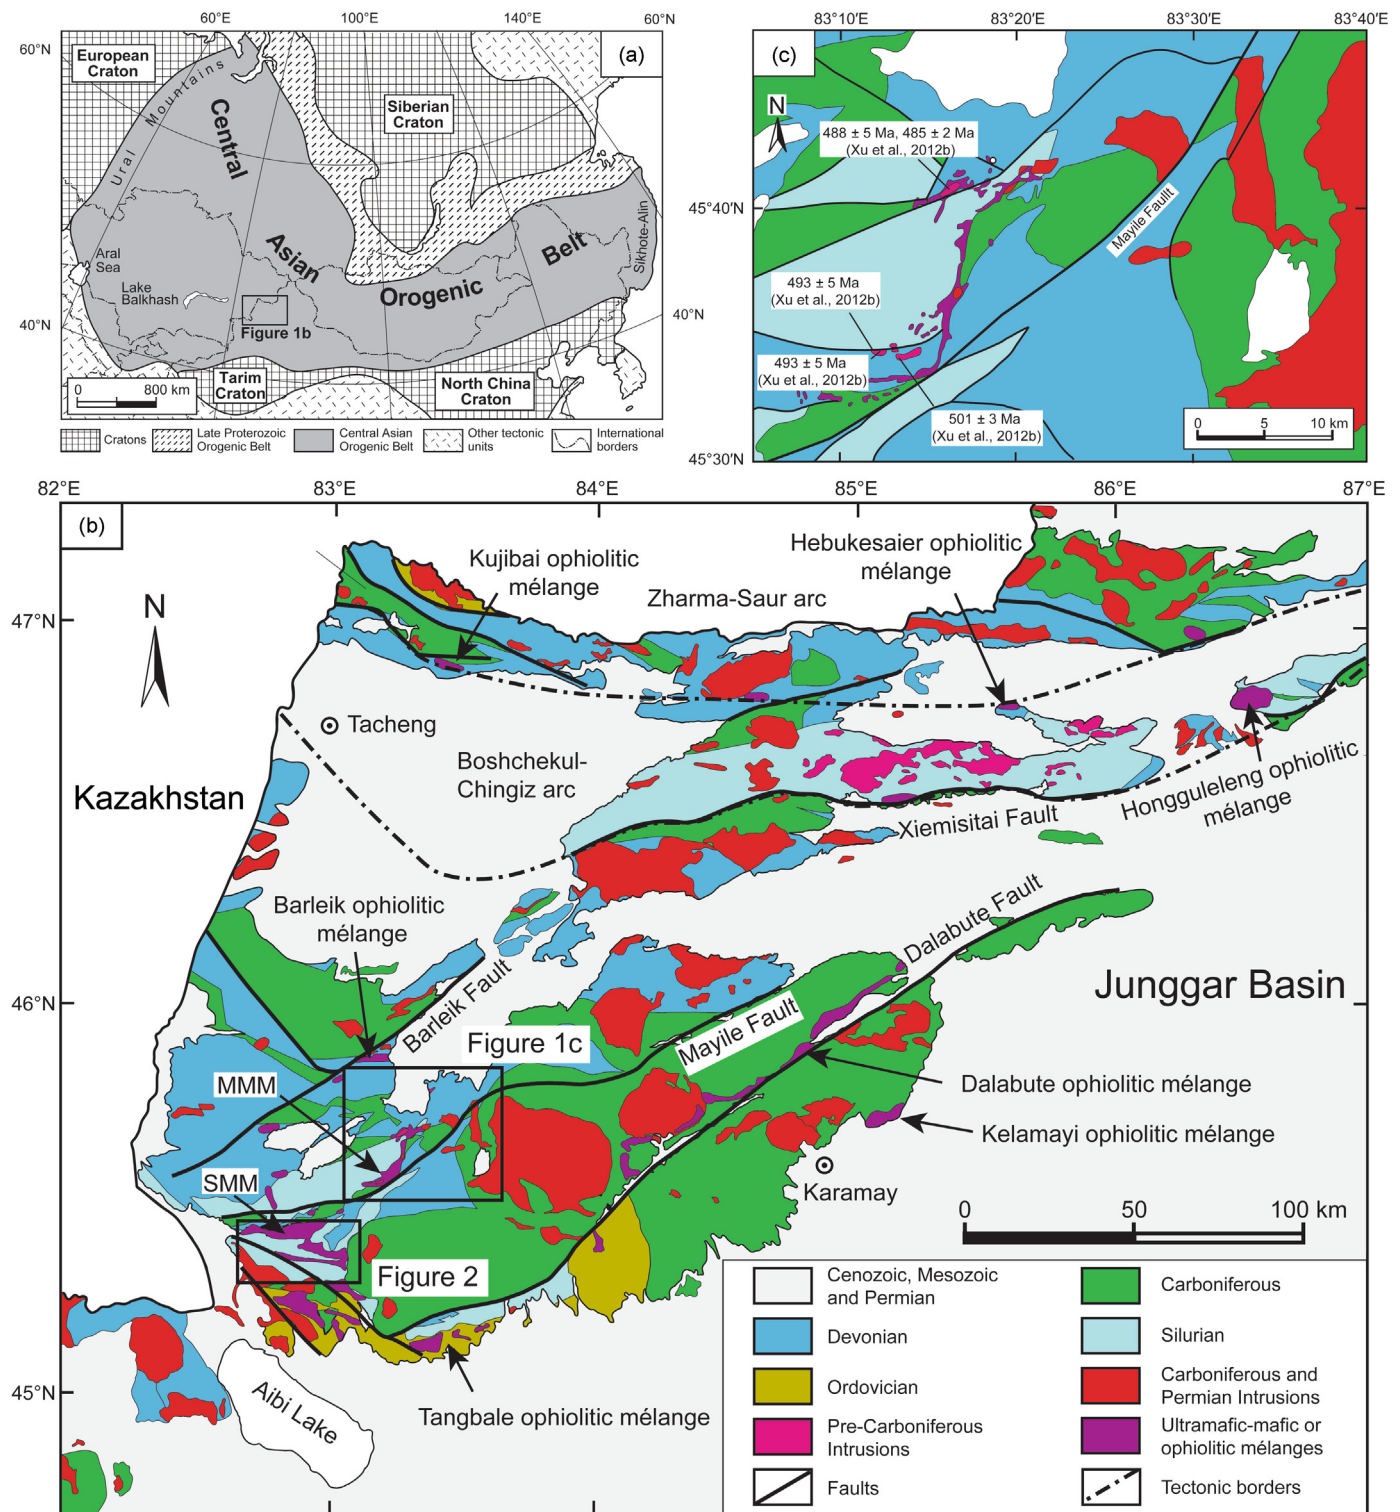 60°E
100°E
140°E
60°N
60°N
European
Craton
(a)
Ural Mountains
Siberian
Craton
Central
Asian
Orogenic
Belt
Sikhote-Alin
Aral
Sea
Lake
Balkhash
Figure 1b
40°N
40°N
Tarim
Craton
North China
Craton
0
800 km
Cratons
Late Proterozoic
Orogenic Belt
Central Asian
Orogenic Belt
Other tectonic
units
International
borders
83°10'E
83°20'E
83°30'E
83°40'E
(c)
N
488 ± 5 Ma, 485 ± 2 Ma
(Xu et al., 2012b)
45°40'N
Mayile Fault
493 ± 5 Ma
(Xu et al., 2012b)
493 ± 5 Ma
(Xu et al., 2012b)
501 ± 3 Ma
(Xu et al., 2012b)
0
5
10 km
45°30'N
82°E
83°E
84°E
85°E
86°E
87°E
(b)
Kujibai ophiolitic
mélange
Hebukesaier ophiolitic
mélange
N
Zharma-Saur arc
47°N
Tacheng
Boshchekul-
Chingiz arc
Kazakhstan
Hongguleleng ophiolitic
mélange
Xiemisitai Fault
Barleik ophiolitic
mélange
Dalabute Fault
Barleik Fault
Junggar Basin
46°N
Figure 1c
Mayile Fault
MMM
Dalabute ophiolitic mélange
Kelamayi ophiolitic mélange
SMM
Karamay
0
50
100 km
Figure 2
45°N
Aibi Lake
Tangbale ophiolitic mélange
Cenozoic, Mesozoic
and Permian
Carboniferous
Devonian
Silurian
Ordovician
Carboniferous and
Permian Intrusions
Pre-Carboniferous
Intrusions
Ultramafic-mafic or
ophiolitic mélanges
Faults
Tectonic borders